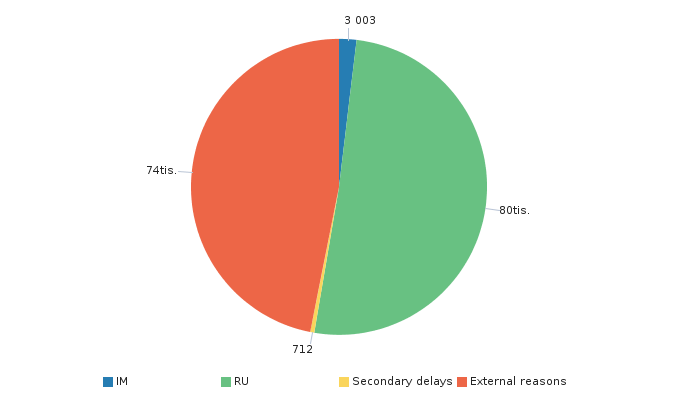 3 003
74tis.
80tis.
712
IM
RU
Secondary delays
External reasons